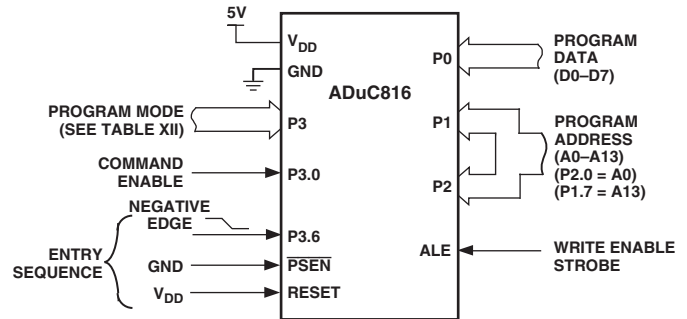 5V
VDD
GND
ADuC816
P0
PROGRAM
DATA
(D0–D7)
PROGRAM MODE
(SEE TABLE XII)
P3
P1
PROGRAM
ADDRESS
(A0–A13)
(P2.0 = A0)
(P1.7 = A13)
COMMAND
ENABLE
P3.0
P2
NEGATIVE
EDGE
P3.6
ENTRY
SEQUENCE
GND
PSEN
ALE
WRITE ENABLE
STROBE
VDD
RESET